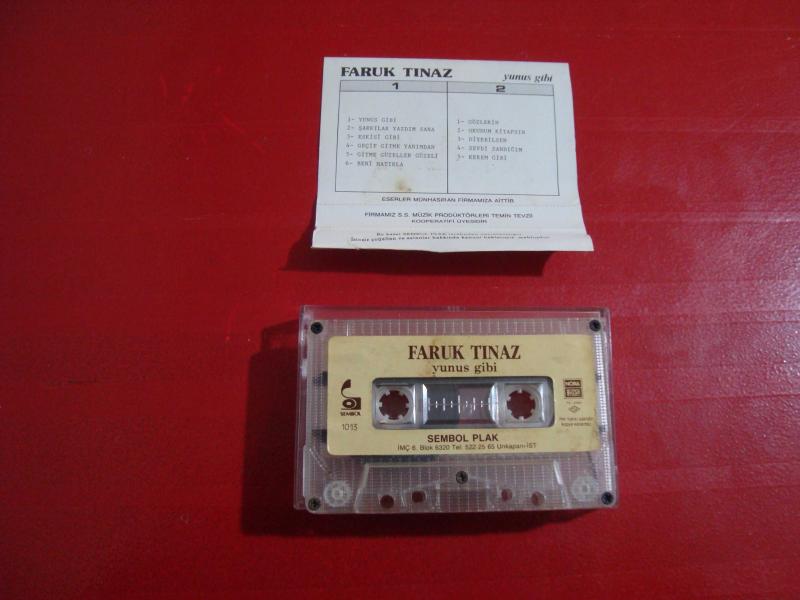 FARUK TINAZ
yunus gibi
1
2
1- YUNUS GİBİ
2- ŞARKILAR YAZDIM SANA
3- ESKİSİ GİBİ
4- GEÇİP GİTME YANIMDAN
5- GİTME GÜZELLER GÜZELİ
6- BENİ HATIRLA
1- GÖZLERİN
2- OKUDUM KİTAPSIN
3- DİYEBİLSEM
4- SEVDİ SANDIĞIM
5- KEREM GİBİ
ESERLER MÜNHASIRAN FİRMAMIZA AİTTİR
FİRMAMIZ S.S. MÜZİK PRODÜKTÖRLERİ TEMİN TEVZİİ
KOOPERATİFİ ÜYESİDİR
FARUK TINAZ
yunus gibi
SEMBOL
1013
NORM
SEMBOL PLAK
İMÇ 6. Blok 6320 Tel: 522 25 65 Unkapanı-İST